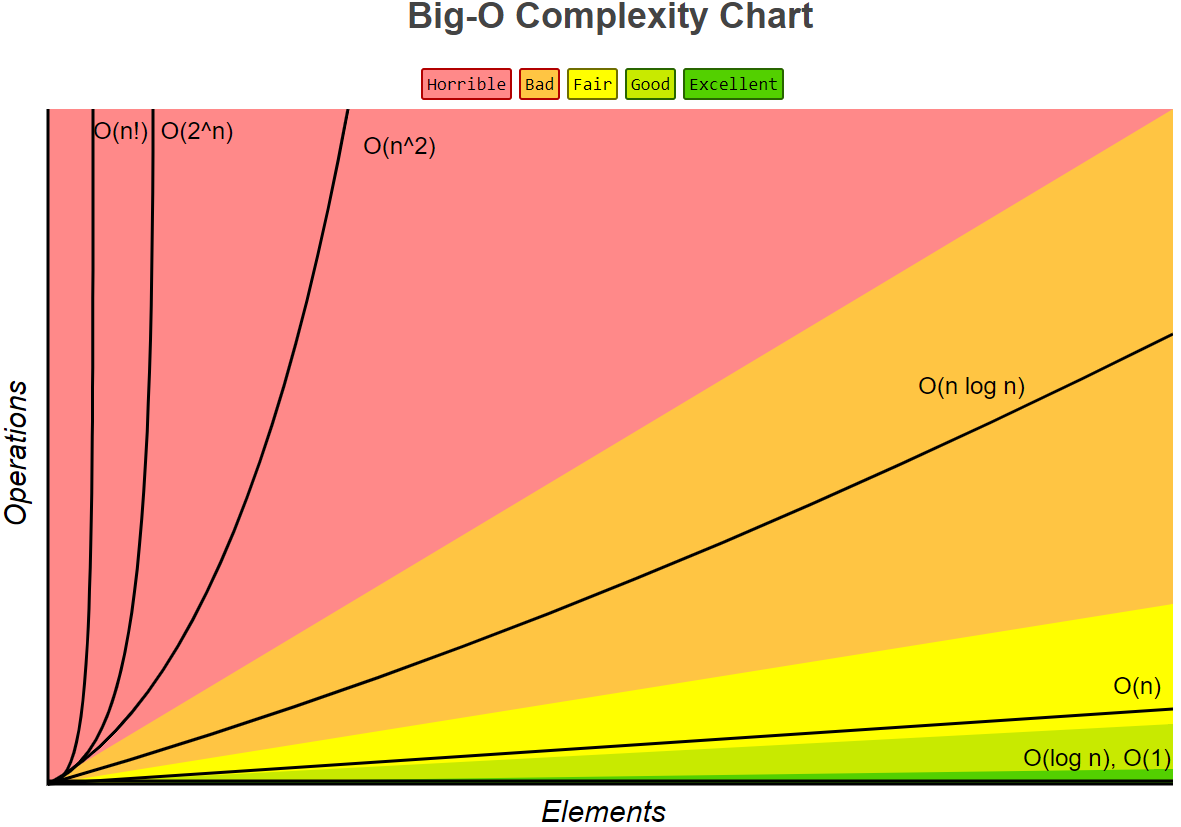 Big-O Complexity Chart
Horrible Bad Fair Good Excellent
O(n!) O(2^n)
O(n^2)
O(n log n)
O(n)
O(log n), O(1)
Operations
Elements